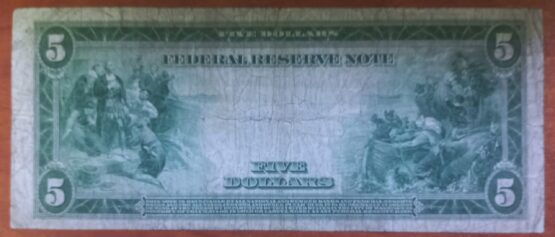 FIVE DOLLARS
5 5
FEDERAL RESERVE NOTE
FIVE
DOLLARS
5 5